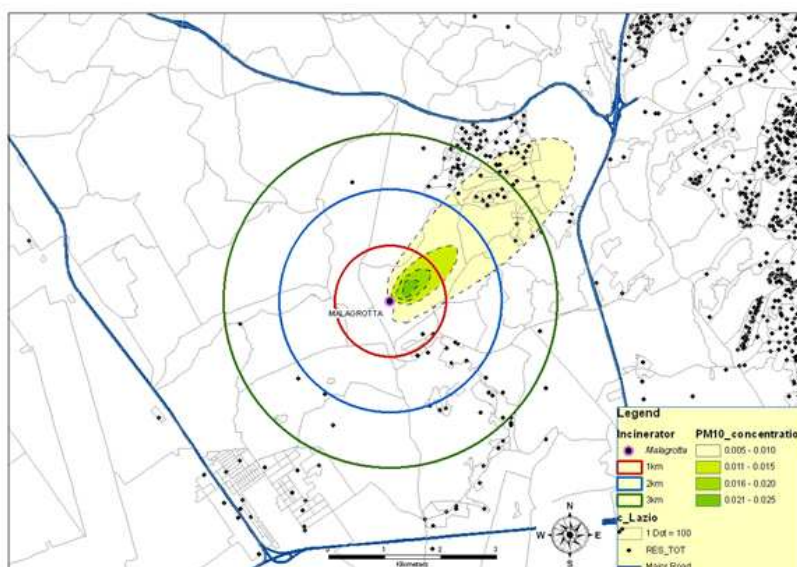 MALAGROTTA
N
W E
S
0 1 2 3
Kilometers
Legend
Incinerator
Malagrotta
1km
2km
3km
PM10_concentratio
0.005 - 0.010
0.011 - 0.015
0.016 - 0.020
0.021 - 0.025
c_Lazio
1 Dot = 100
RES_TOT
Major Road